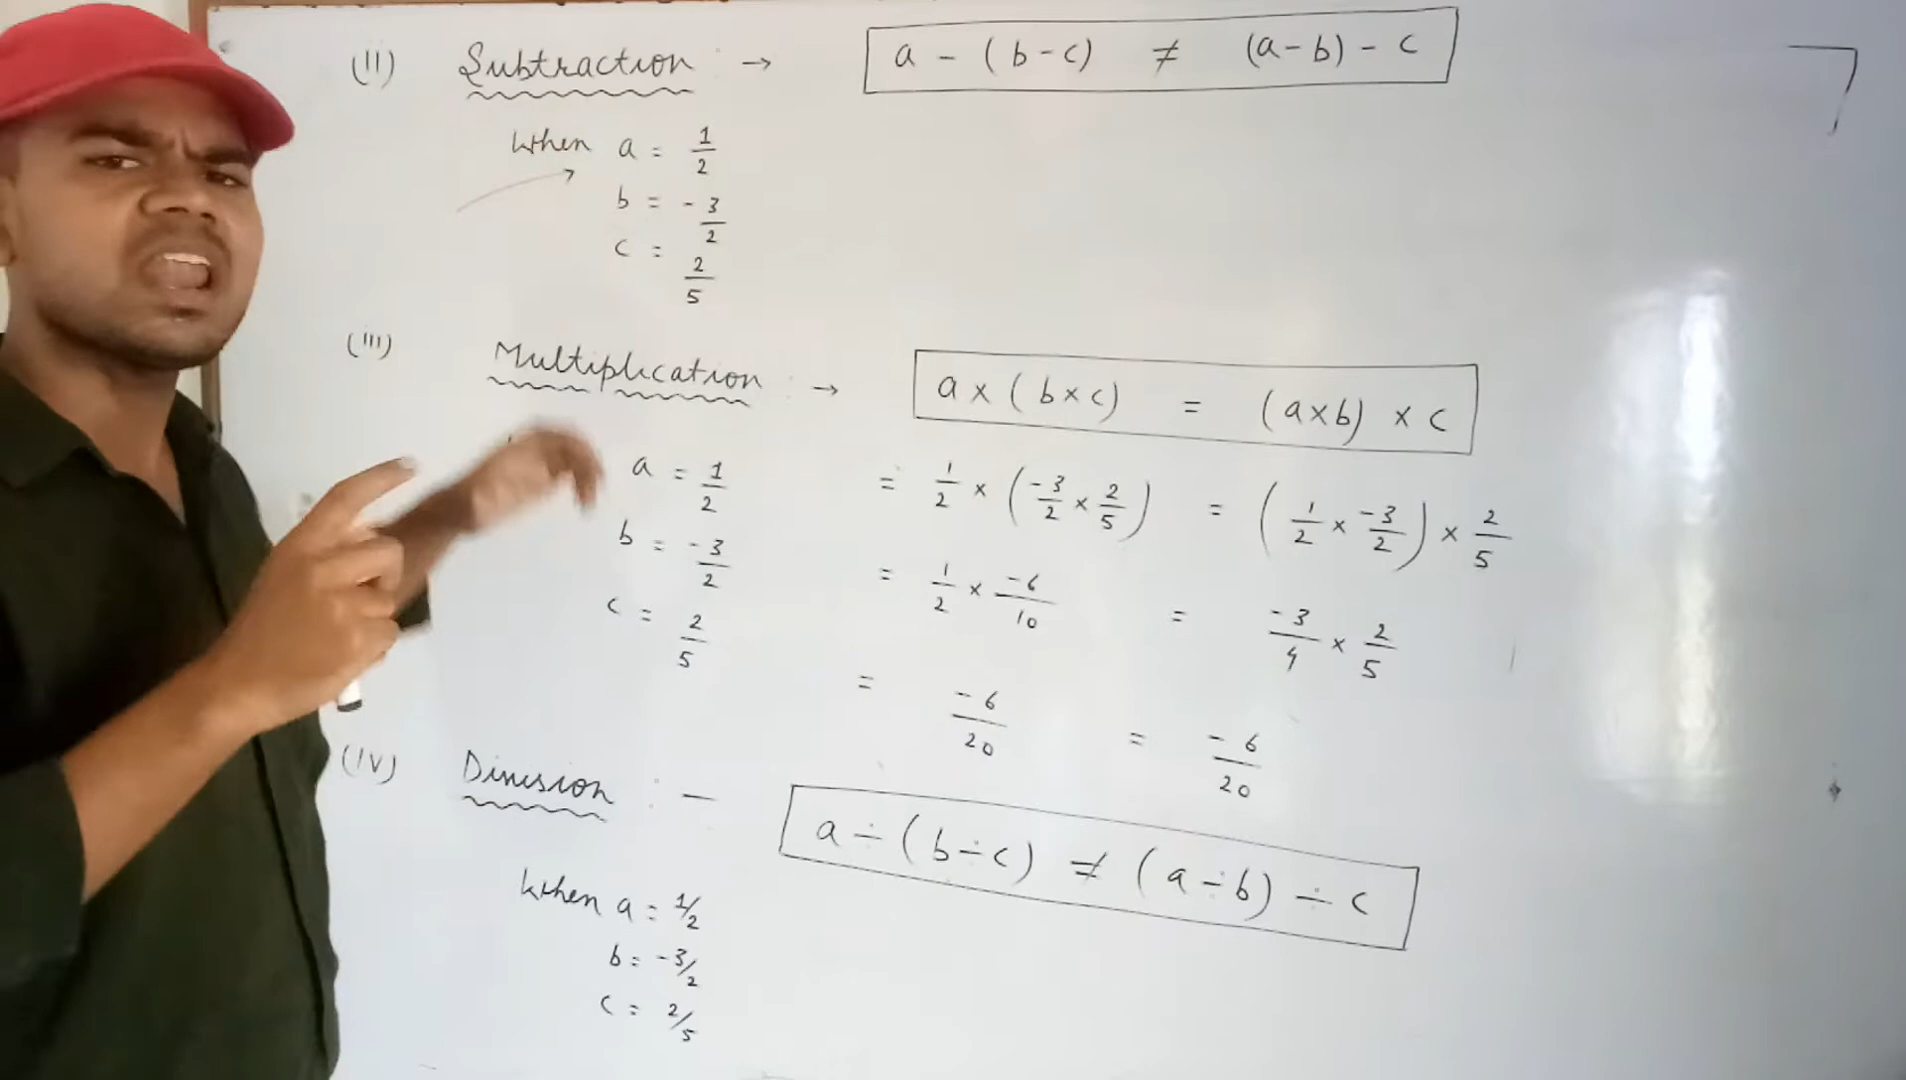 (II) Subtraction : → a - (b-c) ≠ (a-b) - c
When a = 1/2
b = -3/2
c = 2/5
(III) Multiplication : → a × (b×c) = (a×b) × c
a = 1/2
= 1/2 × (-3/2 × 2/5) = (1/2 × -3/2) × 2/5
b = -3/2
= 1/2 × -6/10 = -3/4 × 2/5
c = 2/5
= -6/20 = -6/20
(IV) Division : — a ÷ (b÷c) ≠ (a÷b) ÷ c
When a = 1/2
b = -3/2
c = 2/5